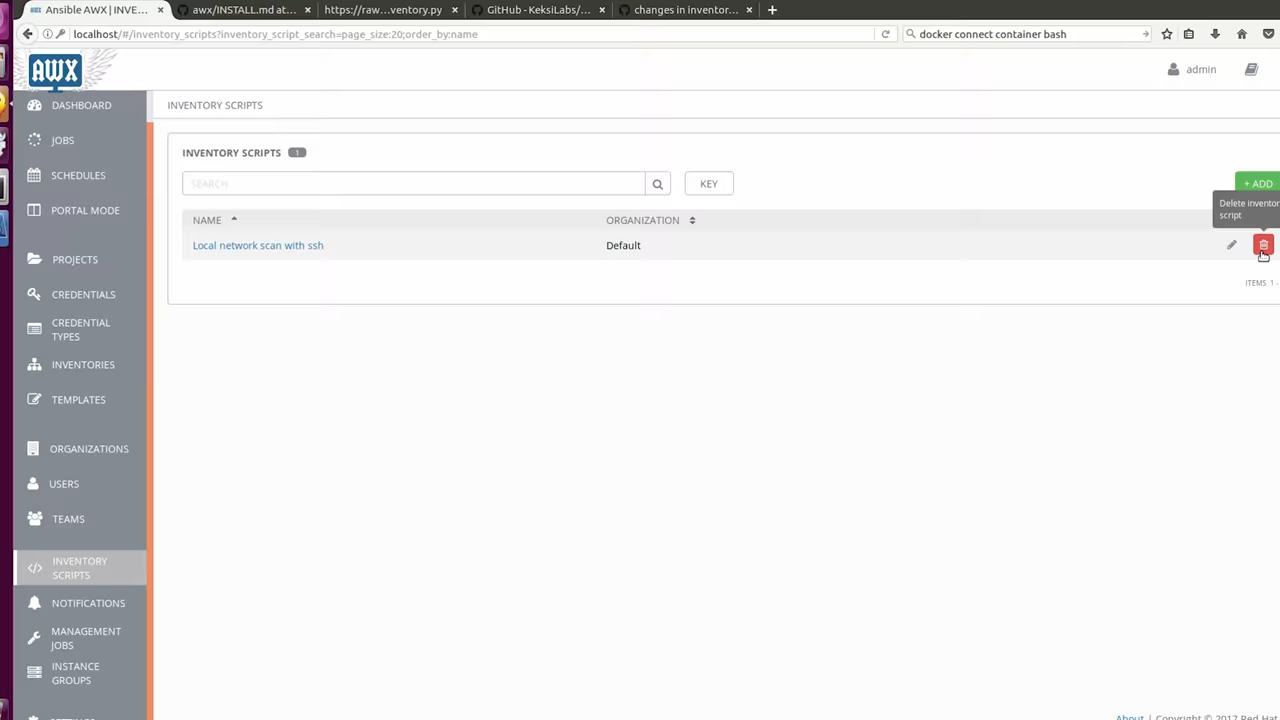 Ansible AWX | INVE...
awx/INSTALL.md at...
https://raw....ventory.py
GitHub - KeksiLabs/...
changes in inventor...
localhost/#/inventory_scripts?inventory_script_search=page_size:20;order_by:name
docker connect container bash
AWX
admin
DASHBOARD
INVENTORY SCRIPTS
JOBS
INVENTORY SCRIPTS 1
SCHEDULES
SEARCH
KEY
+ ADD
PORTAL MODE
Delete inventor
script
NAME
ORGANIZATION
Local network scan with ssh
Default
PROJECTS
ITEMS 1 -
CREDENTIALS
CREDENTIAL
TYPES
INVENTORIES
TEMPLATES
ORGANIZATIONS
USERS
TEAMS
INVENTORY
SCRIPTS
NOTIFICATIONS
MANAGEMENT
JOBS
INSTANCE
GROUPS
About | Copyright © 2017 Red Hat